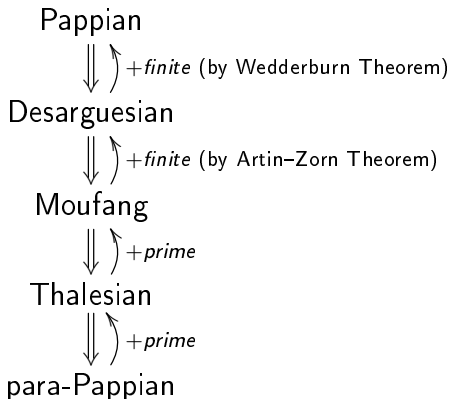 Pappian
+finite (by Wedderburn Theorem)
Desarguesian
+finite (by Artin–Zorn Theorem)
Moufang
+prime
Thalesian
+prime
para-Pappian